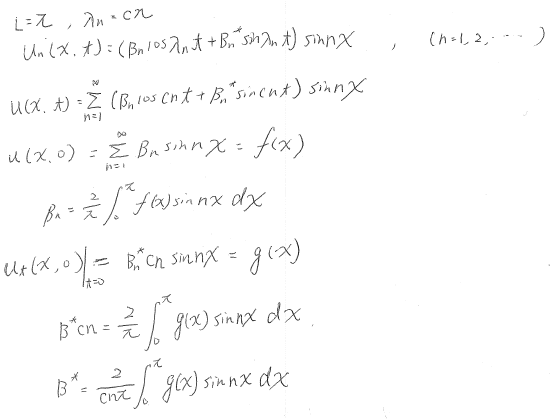 L=π , λn = cn
Un(x, t) = (Bn cos λn t + Bn* sin λn t) sin nx , (n=1, 2, ⋯ )
u(x, t) = ∑_{n=1}^{∞} (Bn cos cnt + Bn* sin cnt) sin nx
u(x, 0) = ∑_{n=1}^{∞} Bn sin nx = f(x)
Bn = 2/π ∫_0^π f(x) sin nx dx
Ut(x, 0)|_{t=0} = Bn* cn sin nx = g(x)
B* cn = 2/π ∫_0^π g(x) sin nx dx.
B* = 2/cnπ ∫_0^π g(x) sin nx dx